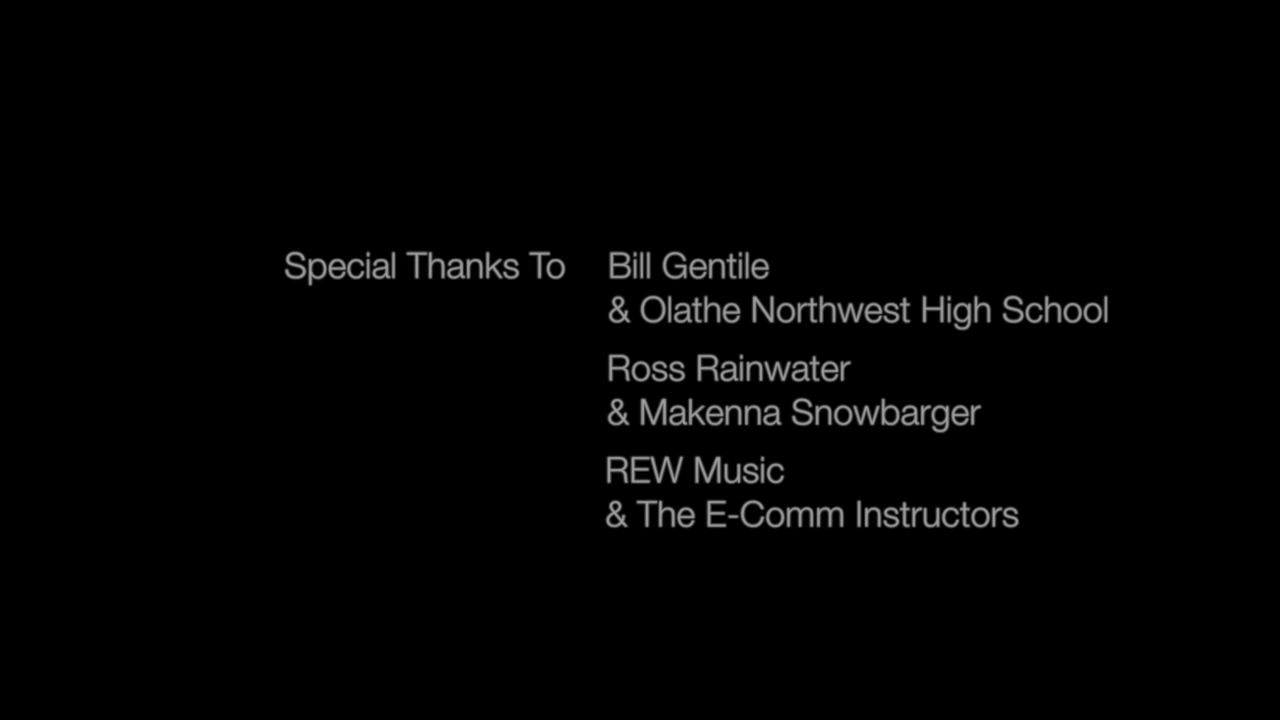 Special Thanks To Bill Gentile
& Olathe Northwest High School
Ross Rainwater
& Makenna Snowbarger
REW Music
& The E-Comm Instructors